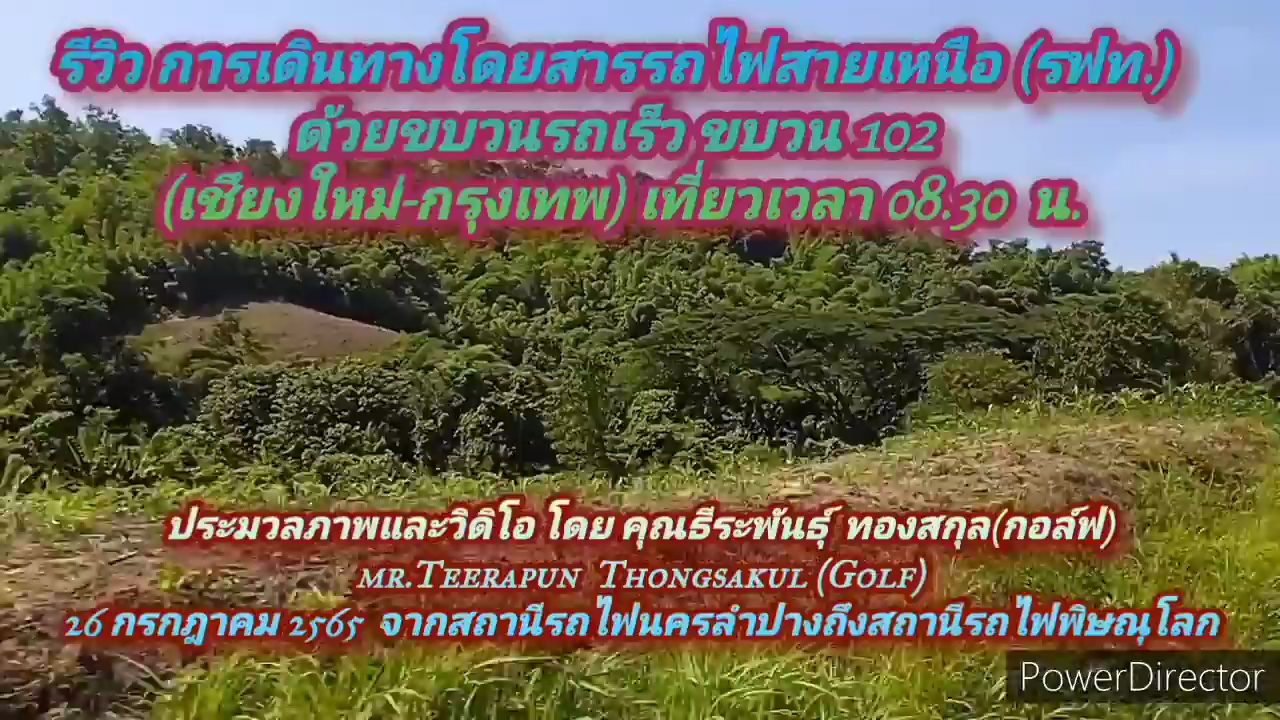 รีวิว การเดินทางโดยสารรถไฟสายเหนือ (รฟท.)
ด้วยขบวนรถเร็ว ขบวน 102
(เชียงใหม่-กรุงเทพ) เที่ยวเวลา 08.30 น.
ประมวลภาพและวิดิโอ โดย คุณธีระพันธุ์ ทองสกุล(กอล์ฟ)
MR.TEERAPUN THONGSAKUL (GOLF)
26 กรกฎาคม 2565 จากสถานีรถไฟนครลำปางถึงสถานีรถไฟพิษณุโลก
PowerDirector